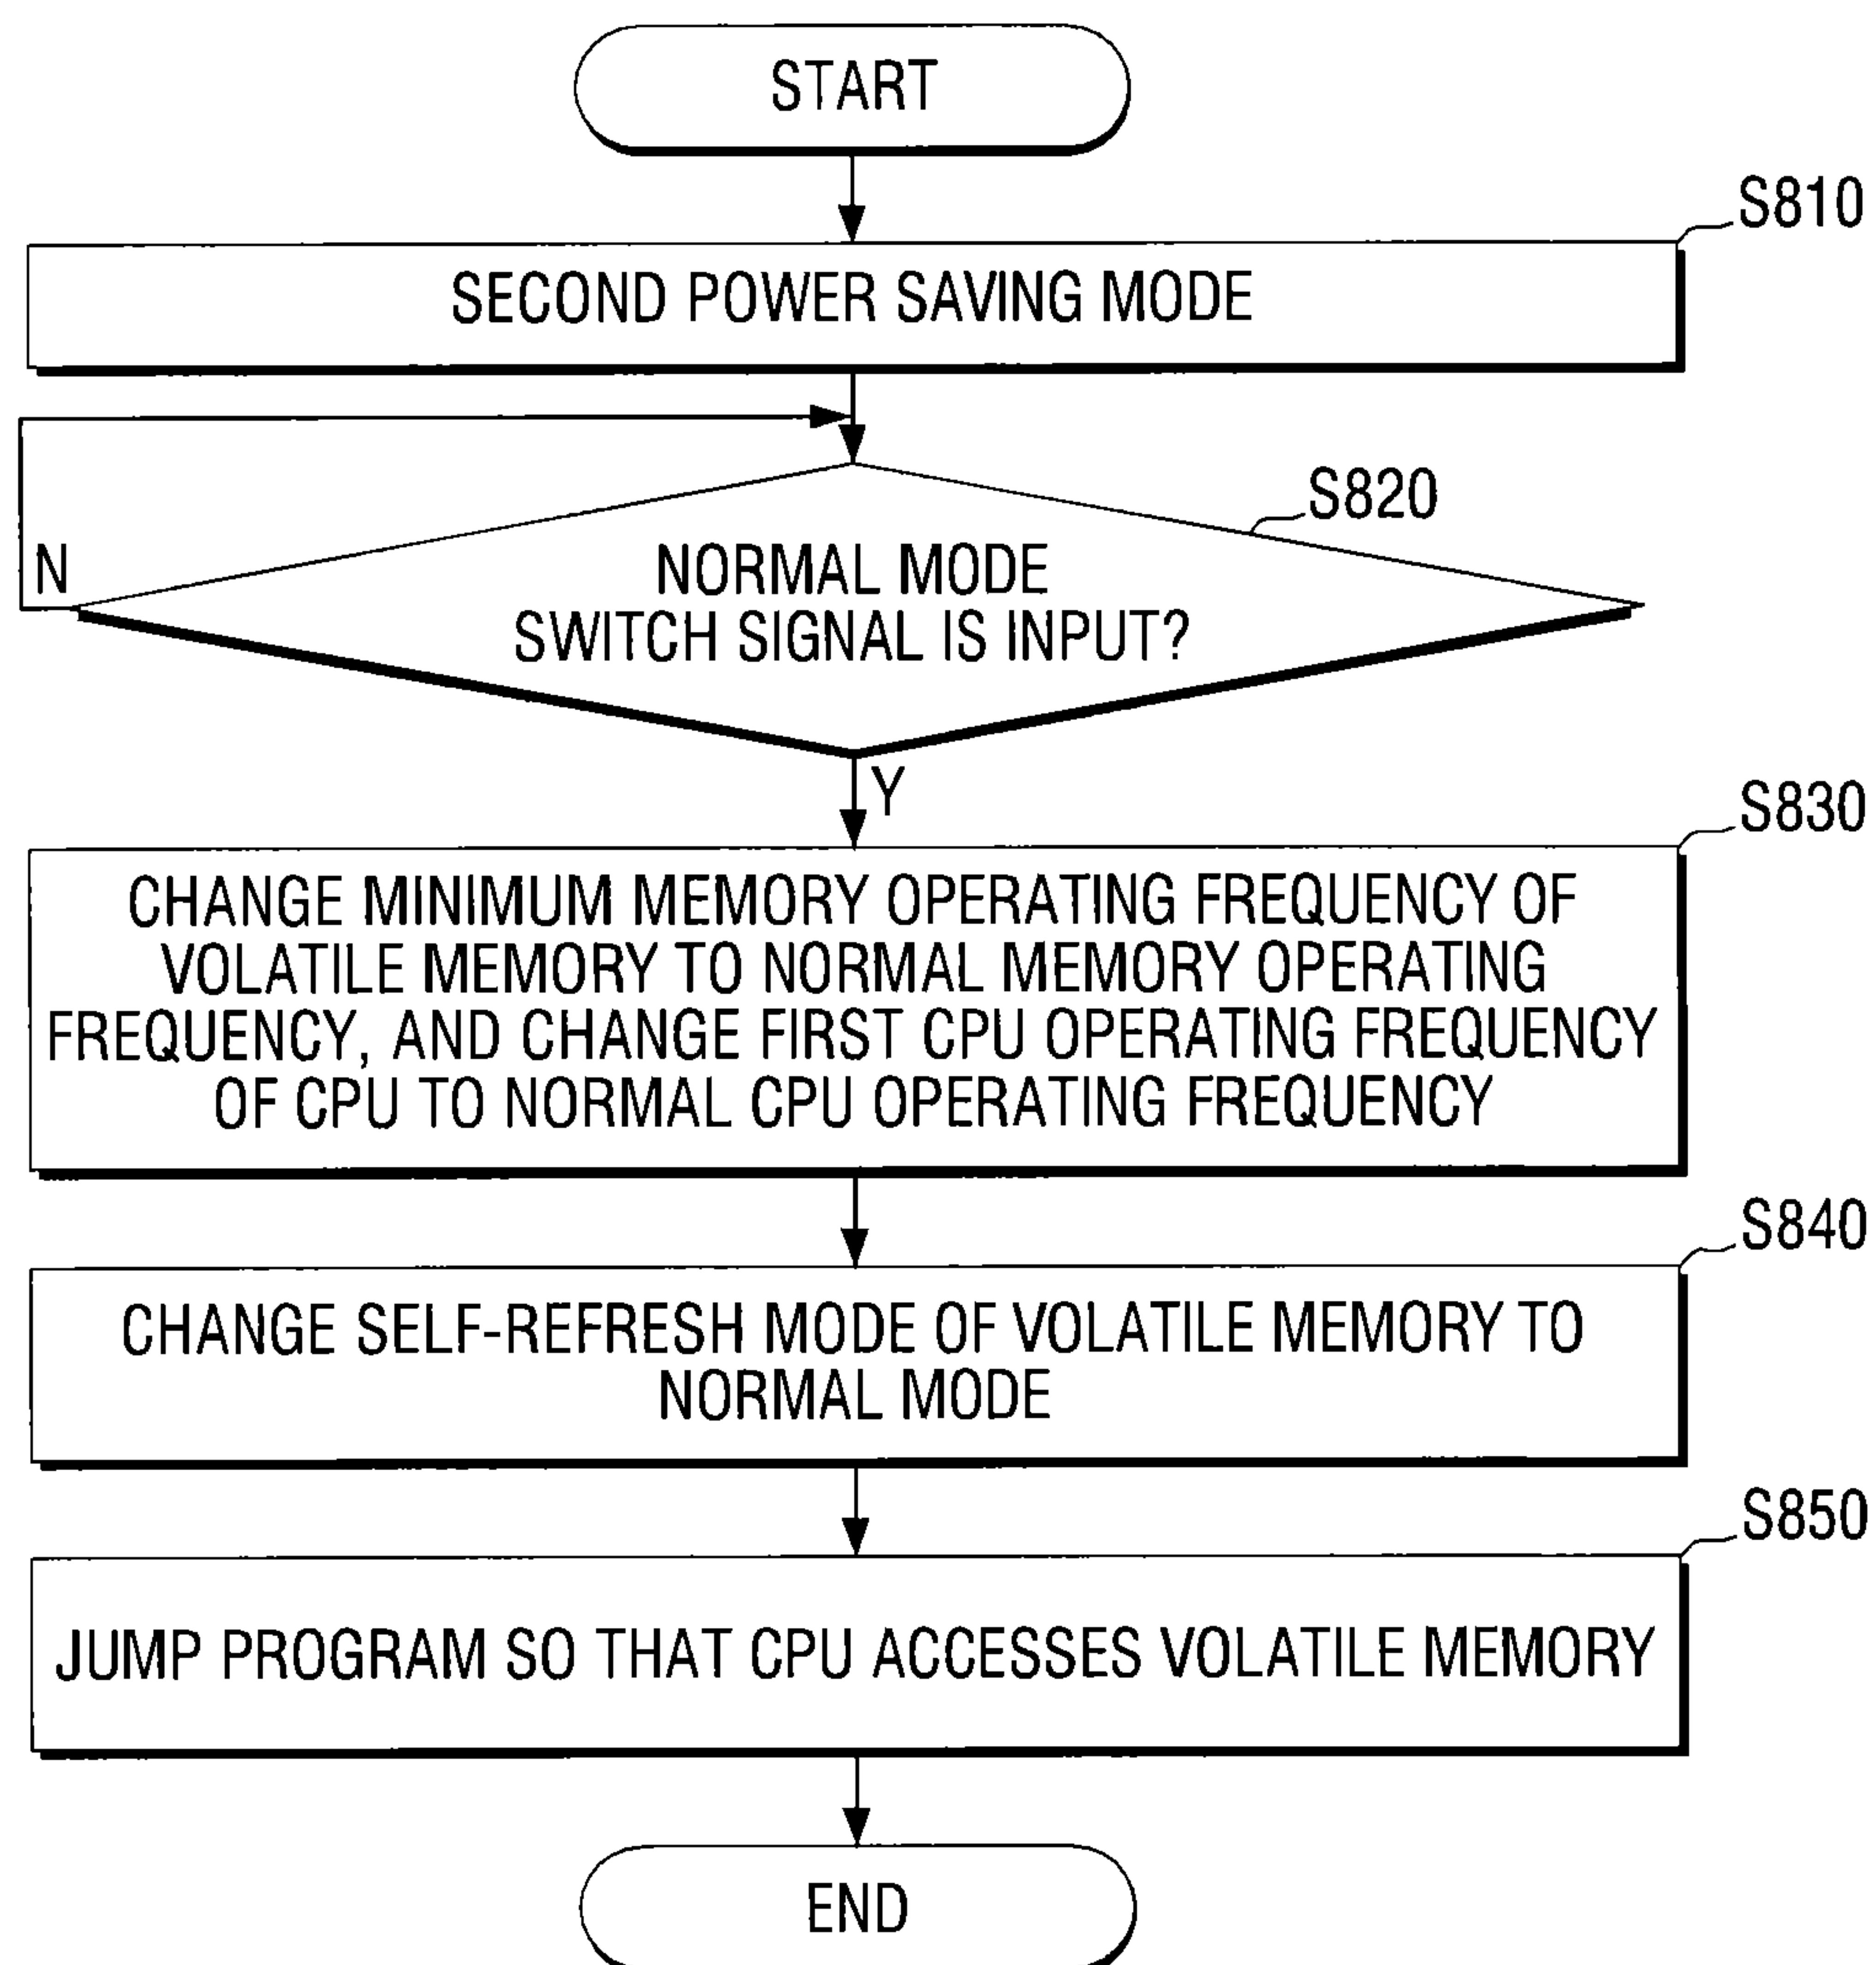 START
S810
SECOND POWER SAVING MODE
S820
N
NORMAL MODE
SWITCH SIGNAL IS INPUT?
Y
S830
CHANGE MINIMUM MEMORY OPERATING FREQUENCY OF
VOLATILE MEMORY TO NORMAL MEMORY OPERATING
FREQUENCY, AND CHANGE FIRST CPU OPERATING FREQUENCY
OF CPU TO NORMAL CPU OPERATING FREQUENCY
S840
CHANGE SELF-REFRESH MODE OF VOLATILE MEMORY TO
NORMAL MODE
S850
JUMP PROGRAM SO THAT CPU ACCESSES VOLATILE MEMORY
END